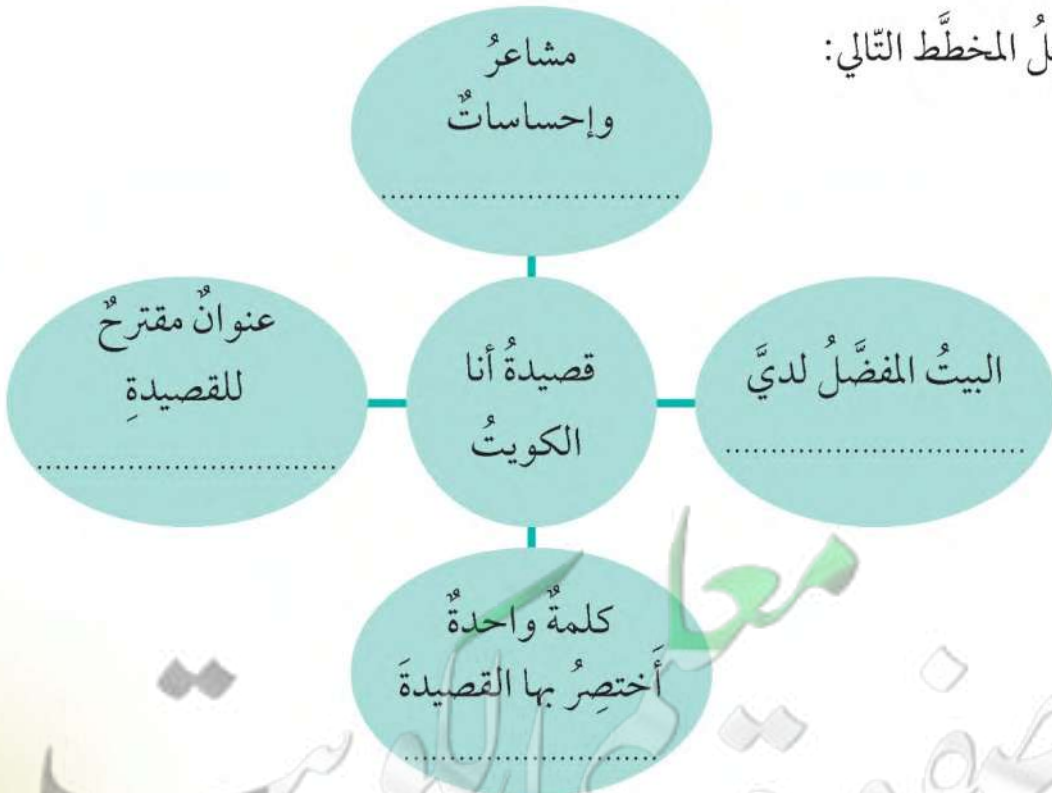 المخطَّط التّالي:
مشاعرُ
وإحساساتٌ
................................
البيتُ المفضَّلُ لديَّ
................................
قصيدةُ أنا
الكويتُ
عنوانٌ مقترحٌ
للقصيدةِ
................................
كلمةٌ واحدةٌ
أَختصِرُ بها القصيدةَ
................................
معا